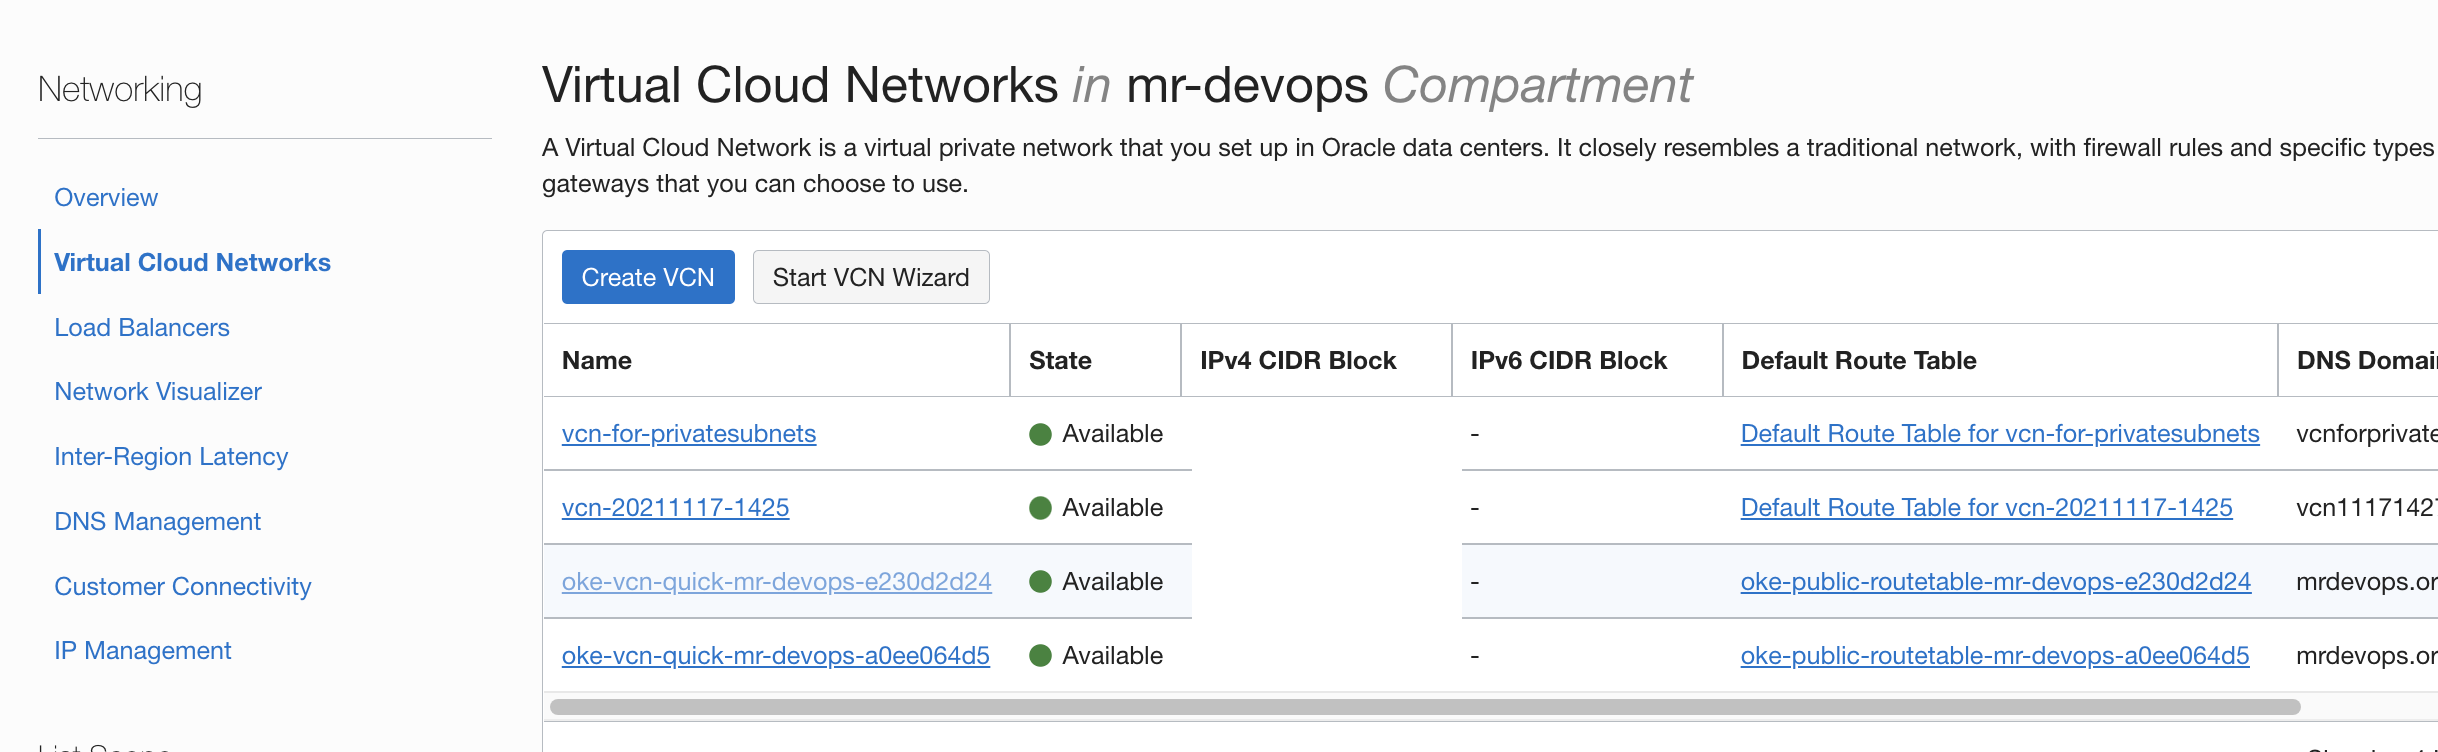 Networking
Overview
Virtual Cloud Networks
Load Balancers
Network Visualizer
Inter-Region Latency
DNS Management
Customer Connectivity
IP Management
Virtual Cloud Networks in mr-devops Compartment
A Virtual Cloud Network is a virtual private network that you set up in Oracle data centers. It closely resembles a traditional network, with firewall rules and specific types
gateways that you can choose to use.
Create VCN Start VCN Wizard
Name State IPv4 CIDR Block IPv6 CIDR Block Default Route Table DNS Domai
vcn-for-privatesubnets Available - Default Route Table for vcn-for-privatesubnets vcnforprivate
vcn-20211117-1425 Available - Default Route Table for vcn-20211117-1425 vcn1117142
oke-vcn-quick-mr-devops-e230d2d24 Available - oke-public-routetable-mr-devops-e230d2d24 mrdevops.or
oke-vcn-quick-mr-devops-a0ee064d5 Available - oke-public-routetable-mr-devops-a0ee064d5 mrdevops.or